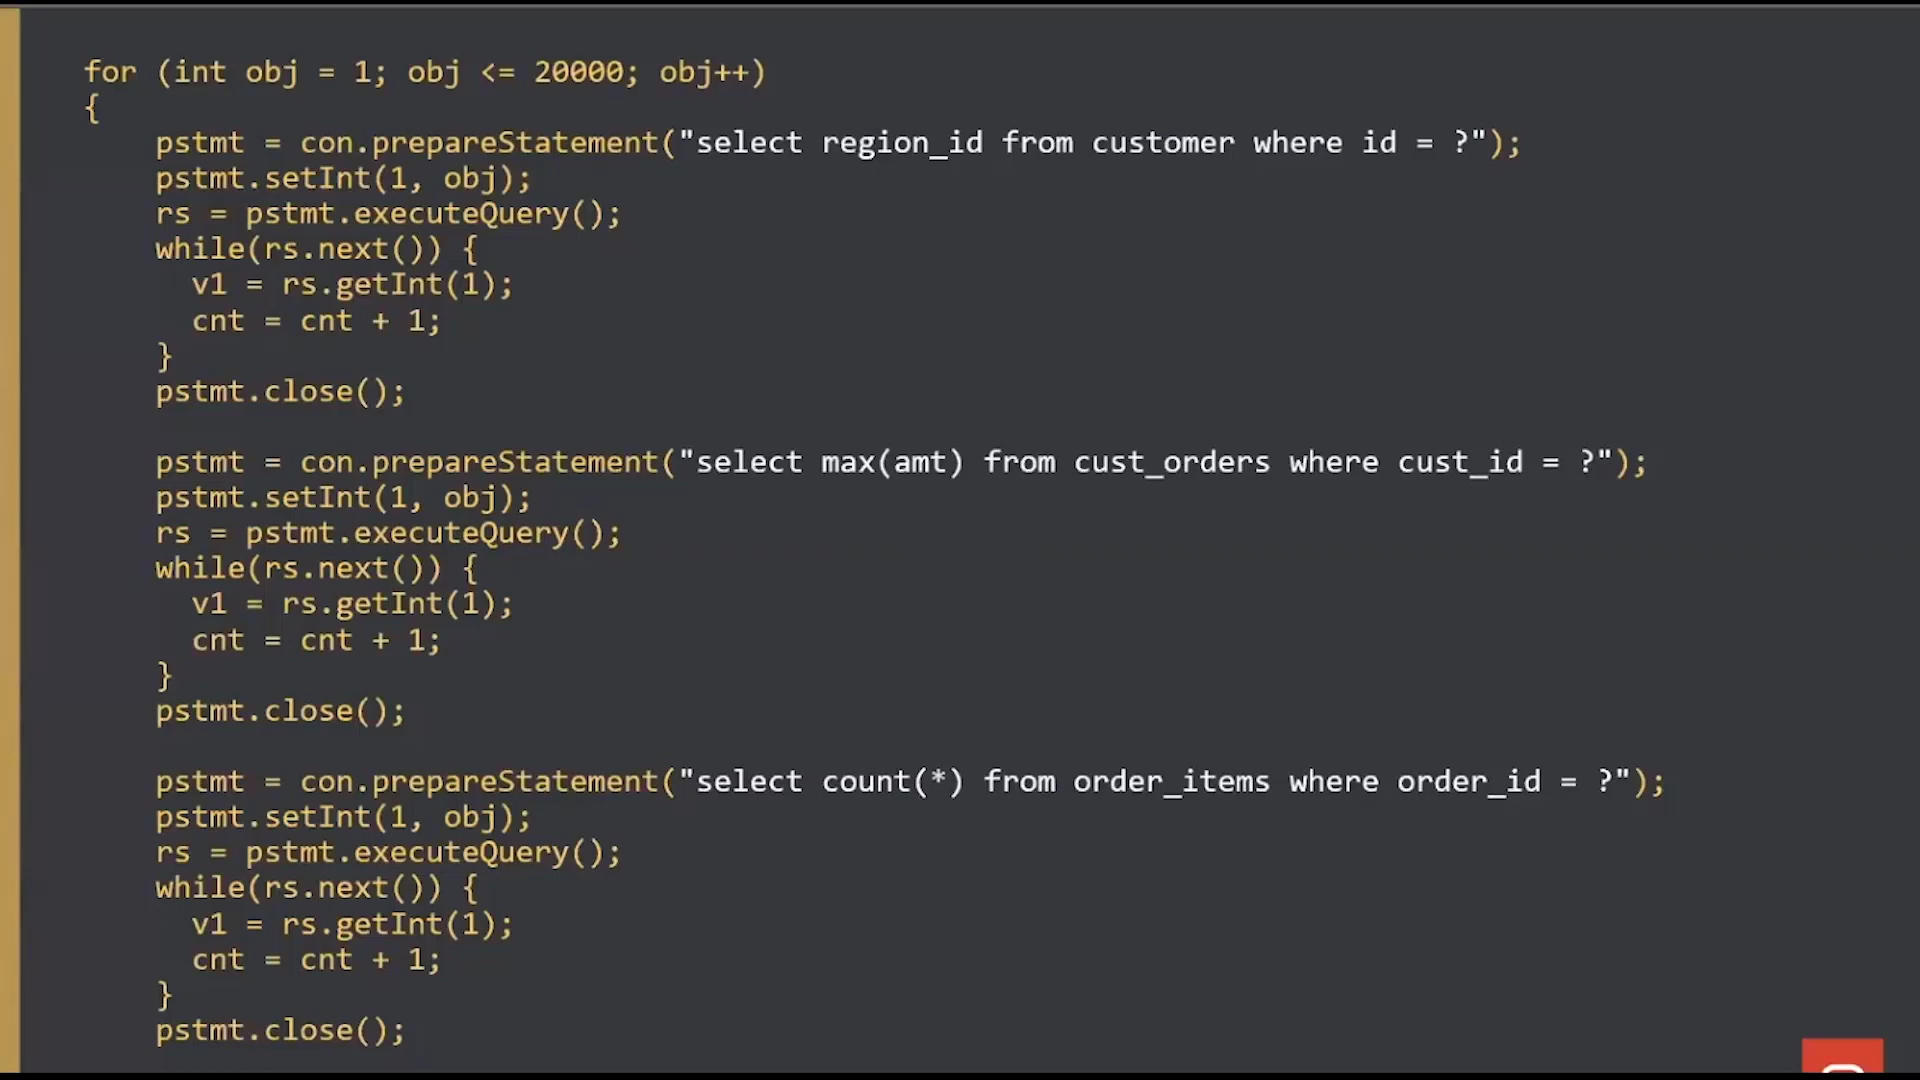 for (int obj = 1; obj <= 20000; obj++)
{
    pstmt = con.prepareStatement("select region_id from customer where id = ?");
    pstmt.setInt(1, obj);
    rs = pstmt.executeQuery();
    while(rs.next()) {
      v1 = rs.getInt(1);
      cnt = cnt + 1;
    }
    pstmt.close();

    pstmt = con.prepareStatement("select max(amt) from cust_orders where cust_id = ?");
    pstmt.setInt(1, obj);
    rs = pstmt.executeQuery();
    while(rs.next()) {
      v1 = rs.getInt(1);
      cnt = cnt + 1;
    }
    pstmt.close();

    pstmt = con.prepareStatement("select count(*) from order_items where order_id = ?");
    pstmt.setInt(1, obj);
    rs = pstmt.executeQuery();
    while(rs.next()) {
      v1 = rs.getInt(1);
      cnt = cnt + 1;
    }
    pstmt.close();